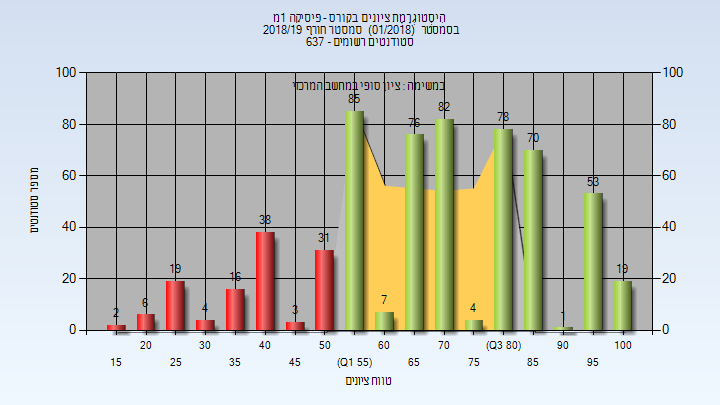 היסטוגרמת ציונים בקורס - פיסיקה 1מ
בסמסטר (01/2018) סמסטר חורף 2018/19
סטודנטים רשומים - 637
במשימה : ציון סופי במחשב המרכזי
מספר סטודנטים
100 100
80 80
60 60
40 40
20 20
0 0
2 6 19 4 16 38 3 31 85 7 76 82 4 78 70 1 53 19
20 30 40 50 60 70 (Q3 80) 90 100
15 25 35 45 (Q1 55) 65 75 85 95
טווח ציונים